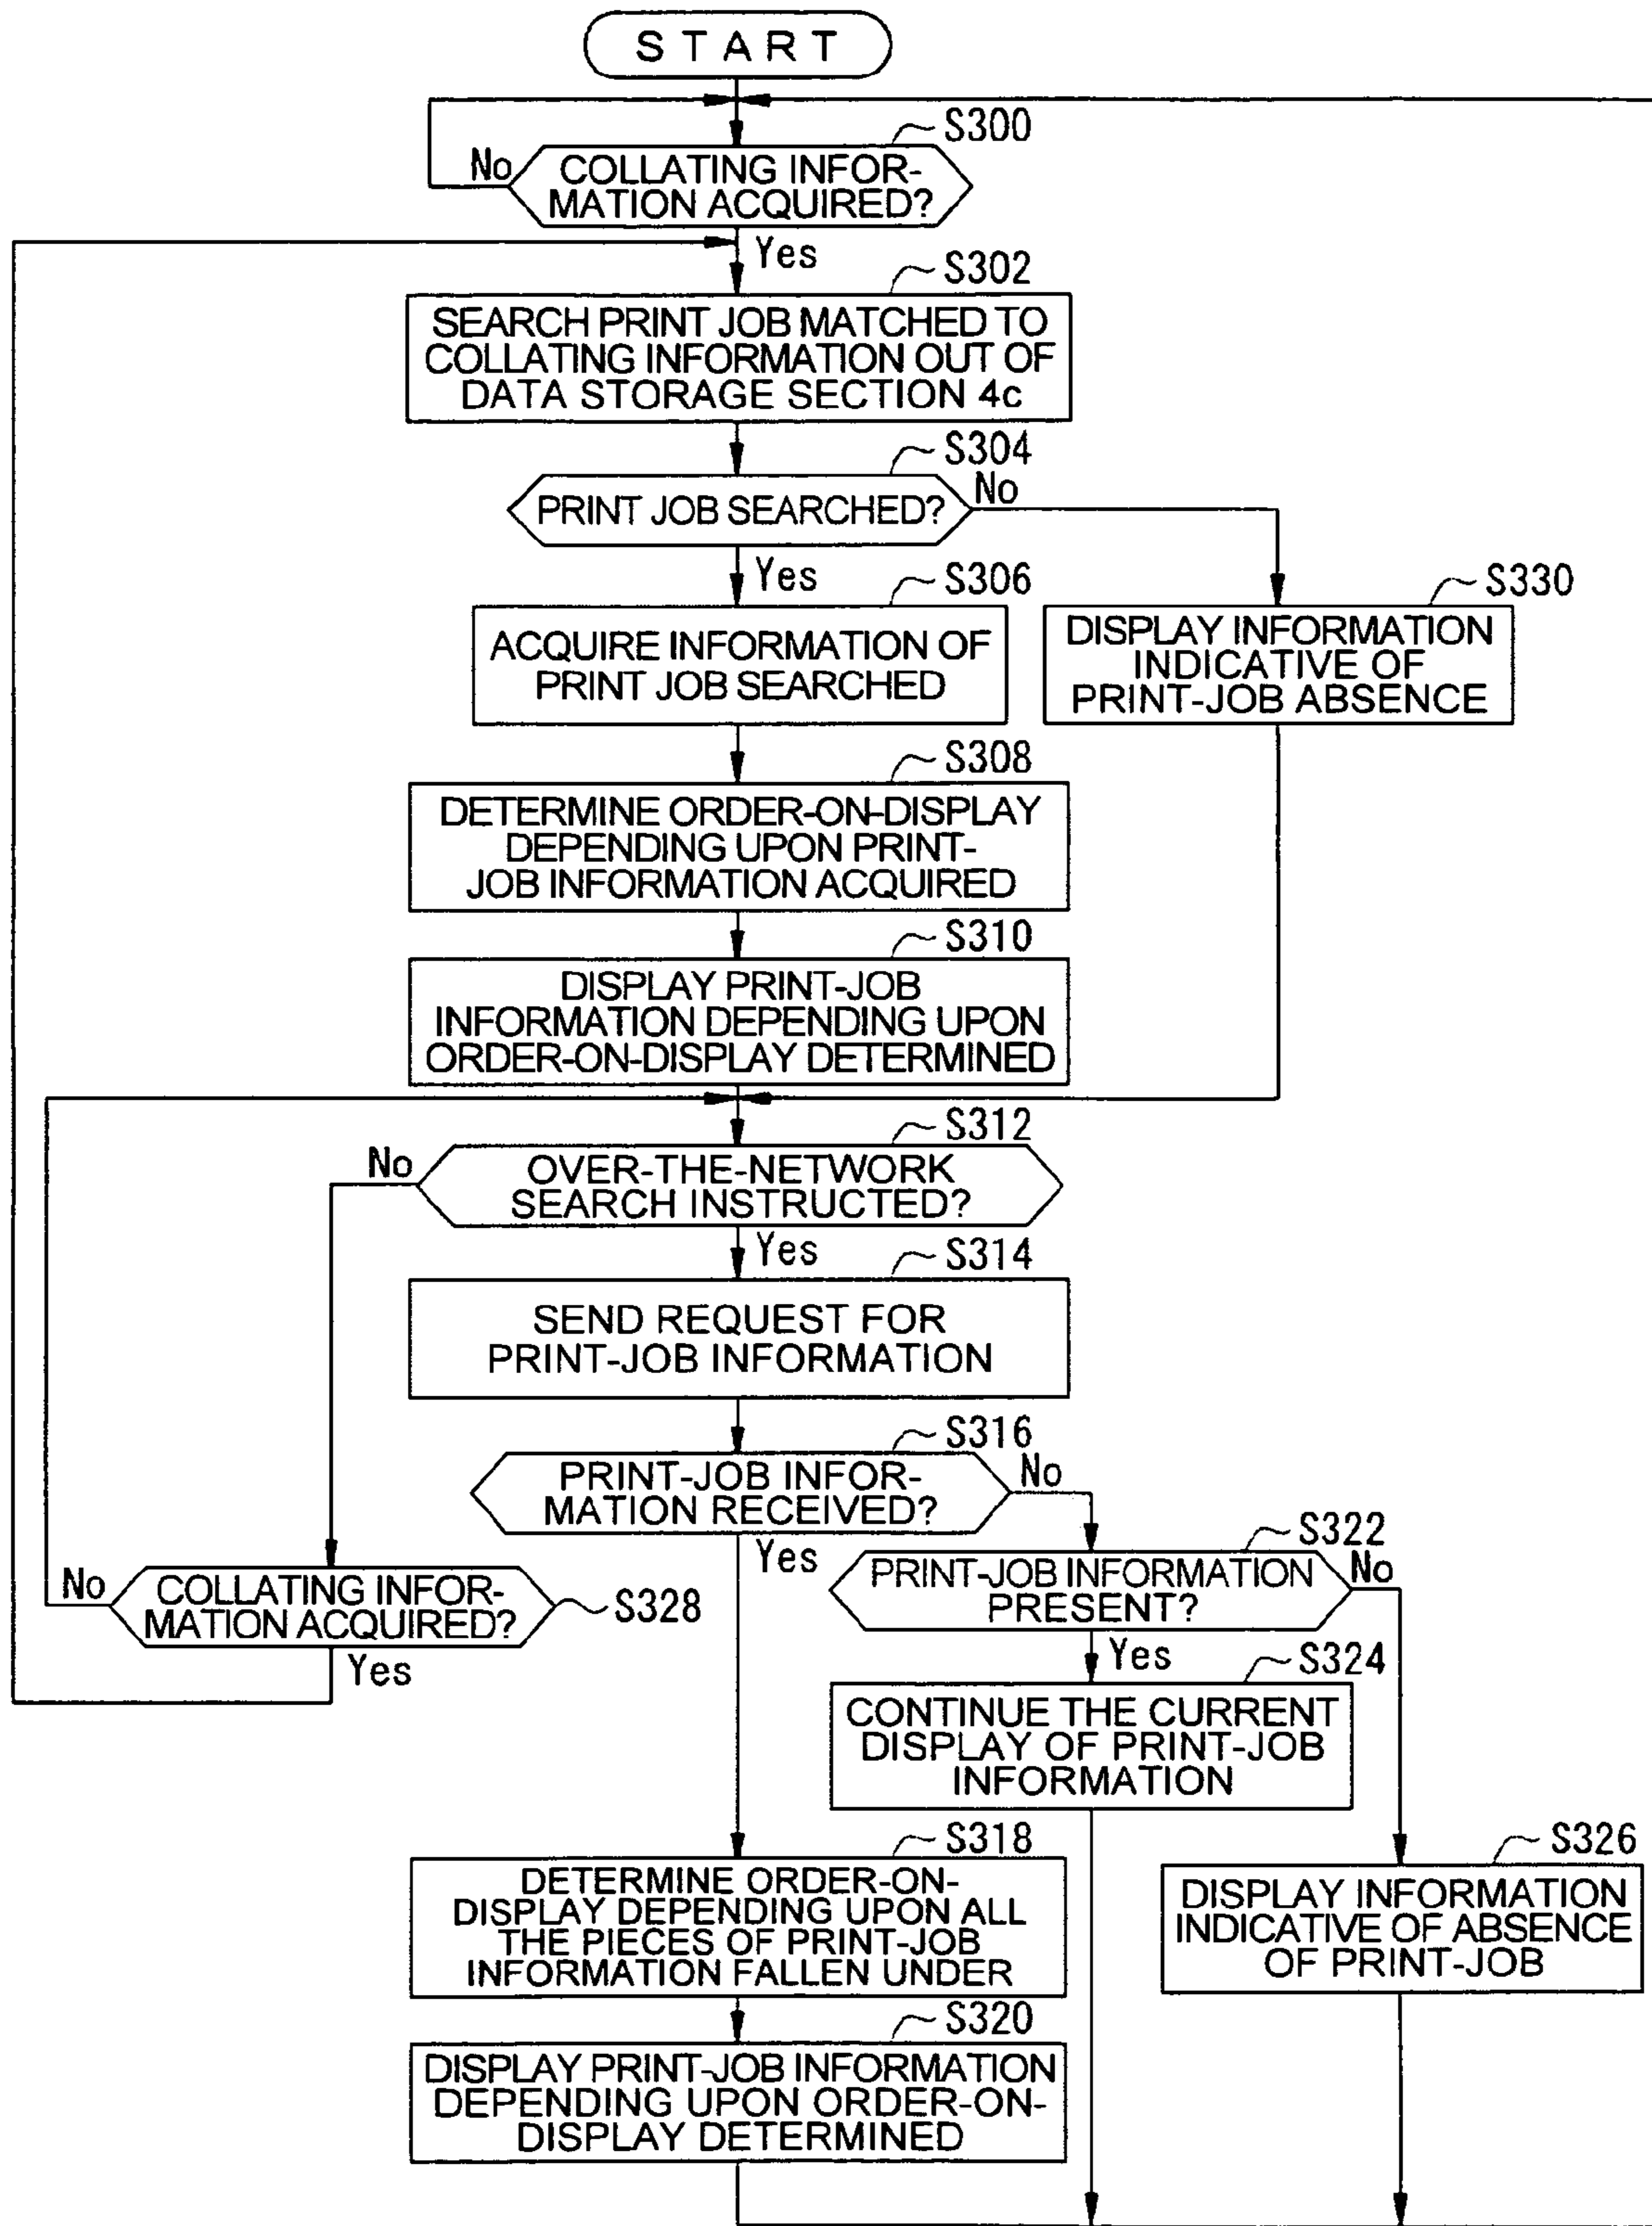 START
S300
No
COLLATING INFOR-
MATION ACQUIRED?
Yes
S302
SEARCH PRINT JOB MATCHED TO
COLLATING INFORMATION OUT OF
DATA STORAGE SECTION 4c
S304
PRINT JOB SEARCHED?
No
Yes
S306
ACQUIRE INFORMATION OF
PRINT JOB SEARCHED
S330
DISPLAY INFORMATION
INDICATIVE OF
PRINT-JOB ABSENCE
S308
DETERMINE ORDER-ON-DISPLAY
DEPENDING UPON PRINT-
JOB INFORMATION ACQUIRED
S310
DISPLAY PRINT-JOB
INFORMATION DEPENDING UPON
ORDER-ON-DISPLAY DETERMINED
S312
No
OVER-THE-NETWORK
SEARCH INSTRUCTED?
Yes
S314
SEND REQUEST FOR
PRINT-JOB INFORMATION
S316
PRINT-JOB INFOR-
MATION RECEIVED?
No
Yes
S322
PRINT-JOB INFORMATION
PRESENT?
No
Yes
No
COLLATING INFOR-
MATION ACQUIRED?
S328
Yes
S324
CONTINUE THE CURRENT
DISPLAY OF PRINT-JOB
INFORMATION
S318
DETERMINE ORDER-ON-
DISPLAY DEPENDING UPON ALL
THE PIECES OF PRINT-JOB
INFORMATION FALLEN UNDER
S326
DISPLAY INFORMATION
INDICATIVE OF ABSENCE
OF PRINT-JOB
S320
DISPLAY PRINT-JOB INFORMATION
DEPENDING UPON ORDER-ON-
DISPLAY DETERMINED